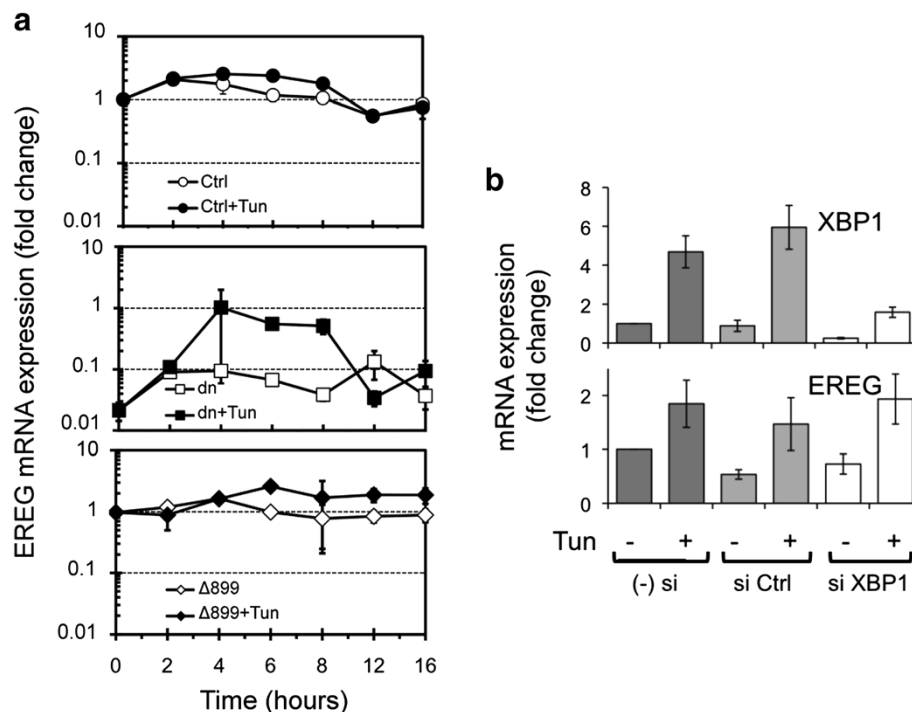 a
EREG mRNA expression (fold change)
10
1
0.1
0.01
Ctrl
Ctrl+Tun
10
1
0.1
0.01
dn
dn+Tun
10
1
0.1
0.01
Δ899
Δ899+Tun
0 2 4 6 8 12 16
Time (hours)
b
mRNA expression
(fold change)
8
6
4
2
0
XBP1
2
1
0
EREG
Tun - + - + - +
(-) si si Ctrl si XBP1